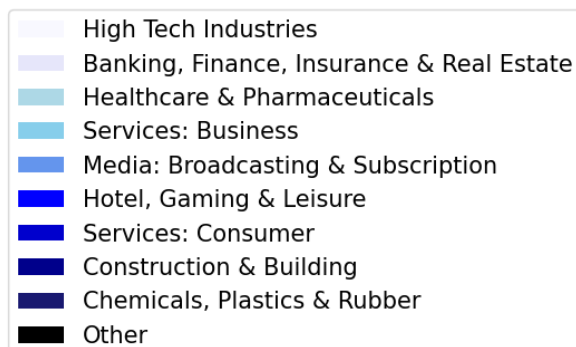 High Tech Industries
Banking, Finance, Insurance & Real Estate
Healthcare & Pharmaceuticals
Services: Business
Media: Broadcasting & Subscription
Hotel, Gaming & Leisure
Services: Consumer
Construction & Building
Chemicals, Plastics & Rubber
Other